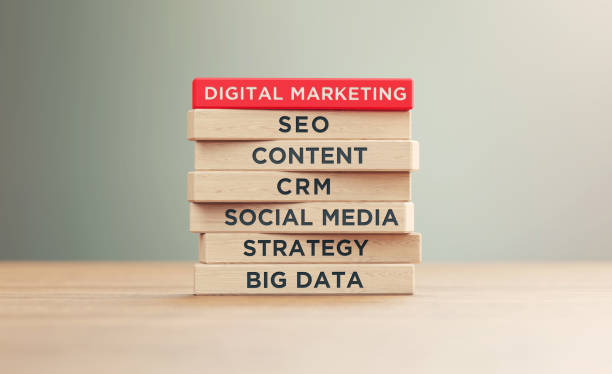 DIGITAL MARKETING
SEO
CONTENT
CRM
SOCIAL MEDIA
STRATEGY
BIG DATA